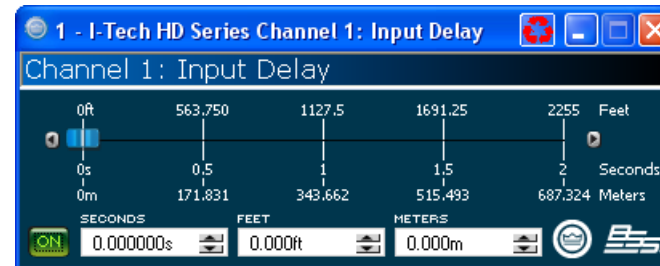 1 - I-Tech HD Series Channel 1: Input Delay
Channel 1: Input Delay
0ft 563.750 1127.5 1691.25 2255 Feet
0s 0.5 1 1.5 2 Seconds
0m 171.831 343.662 515.493 687.324 Meters
SECONDS FEET METERS
ON 0.000000s 0.000ft 0.000m BSS